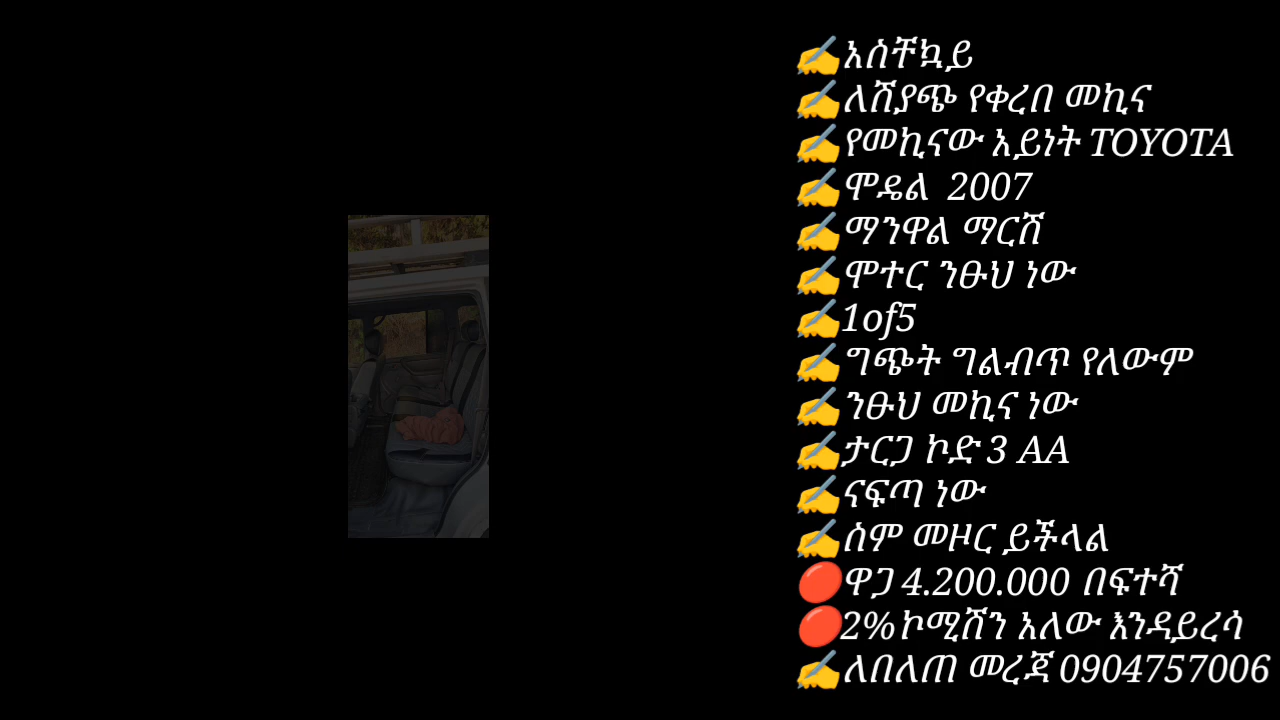 ✍️አሰቸኳይ
✍️ለሽያጭ የቀረበ መኪና
✍️የመኪናው አይነት TOYOTA
✍️ሞዴል 2007
✍️ማንዋል ማርሽ
✍️ሞተር ንፁህ ነው
✍️1of5
✍️ግጭት ግልብጥ የለውም
✍️ንፁህ መኪና ነው
✍️ታርጋ ኮድ 3 AA
✍️ናፍጣ ነው
✍️ስም መዞር ይችላል
🔴ዋጋ 4.200.000 በፍተሻ
🔴2%ኮሚሽን አለው እንዳይረሳ
✍️ለበለጠ መረጃ 0904757006